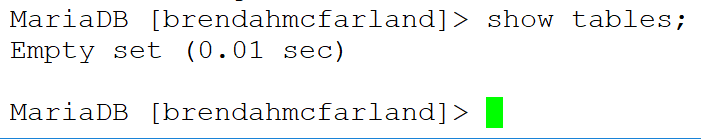 MariaDB [brendahmcfarland]> show tables;
Empty set (0.01 sec)
MariaDB [brendahmcfarland]>